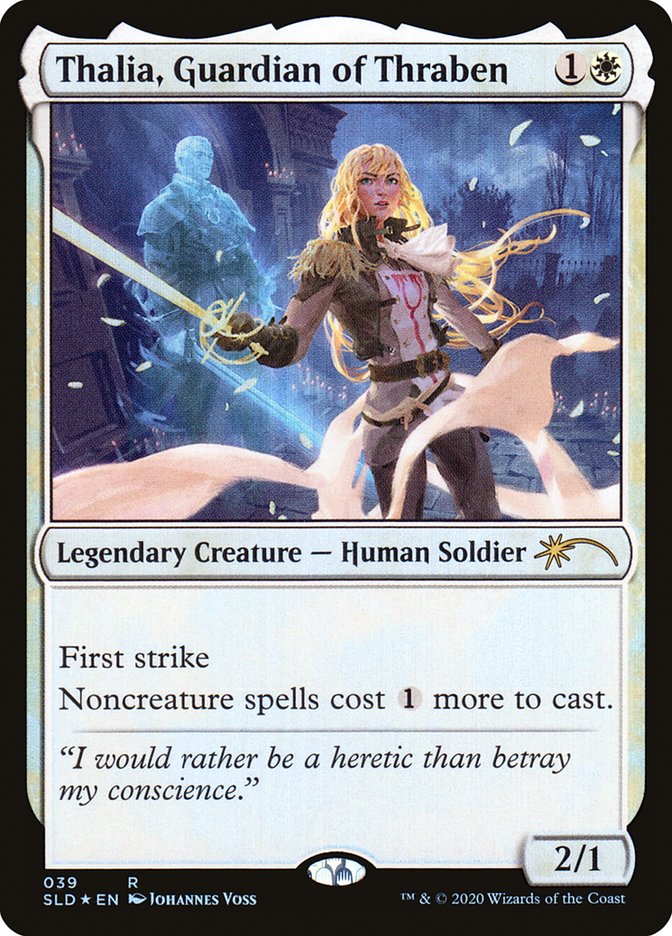 Thalia, Guardian of Thraben 1
Legendary Creature — Human Soldier
First strike
Noncreature spells cost 1 more to cast.
“I would rather be a heretic than betray
my conscience.”
2/1
039 R
SLD ★ EN Johannes Voss
™ & © 2020 Wizards of the Coast